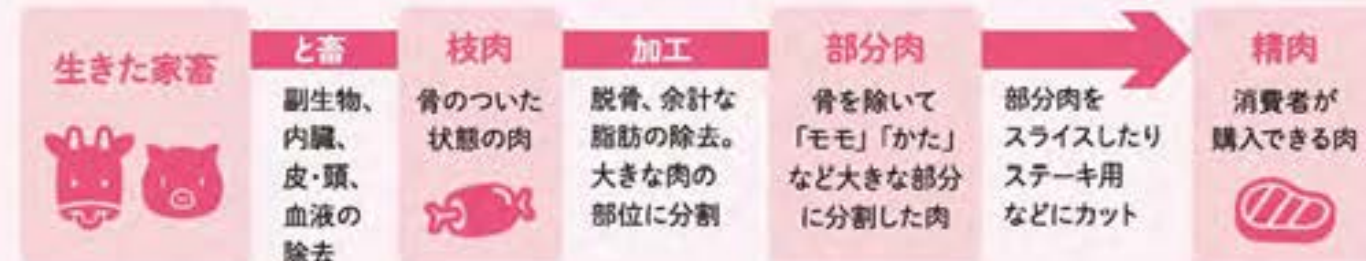 生きた家畜
と畜
副生物、
内臓、
皮・頭、
血液の
除去
枝肉
骨のついた
状態の肉
加工
脱骨、余計な
脂肪の除去。
大きな肉の
部位に分割
部分肉
骨を除いて
「モモ」「かた」
など大きな部分
に分割した肉
部分肉を
スライスしたり
ステーキ用
などにカット
精肉
消費者が
購入できる肉